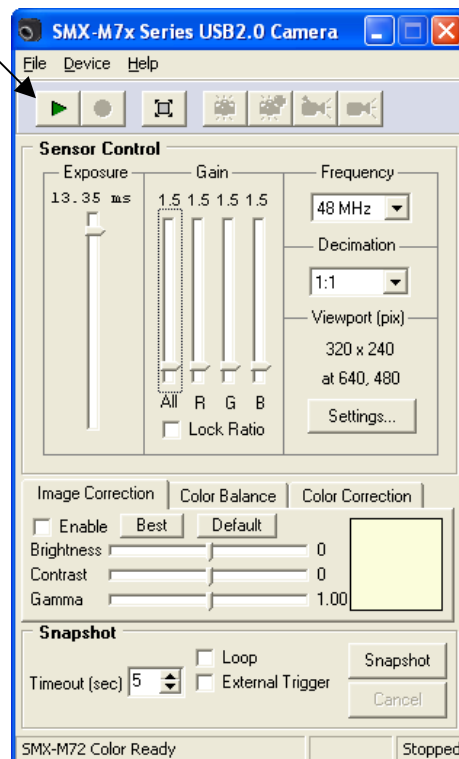 SMX-M7x Series USB2.0 Camera
File Device Help
Sensor Control
Exposure
13.35 ms
Gain
1.5 1.5 1.5 1.5
All R G B
Lock Ratio
Frequency
48 MHz
Decimation
1:1
Viewport (pix)
320 x 240
at 640, 480
Settings...
Image Correction Color Balance Color Correction
Enable Best Default
Brightness 0
Contrast 0
Gamma 1.00
Snapshot
Timeout (sec) 5
Loop
External Trigger
Snapshot
Cancel
SMX-M72 Color Ready Stopped